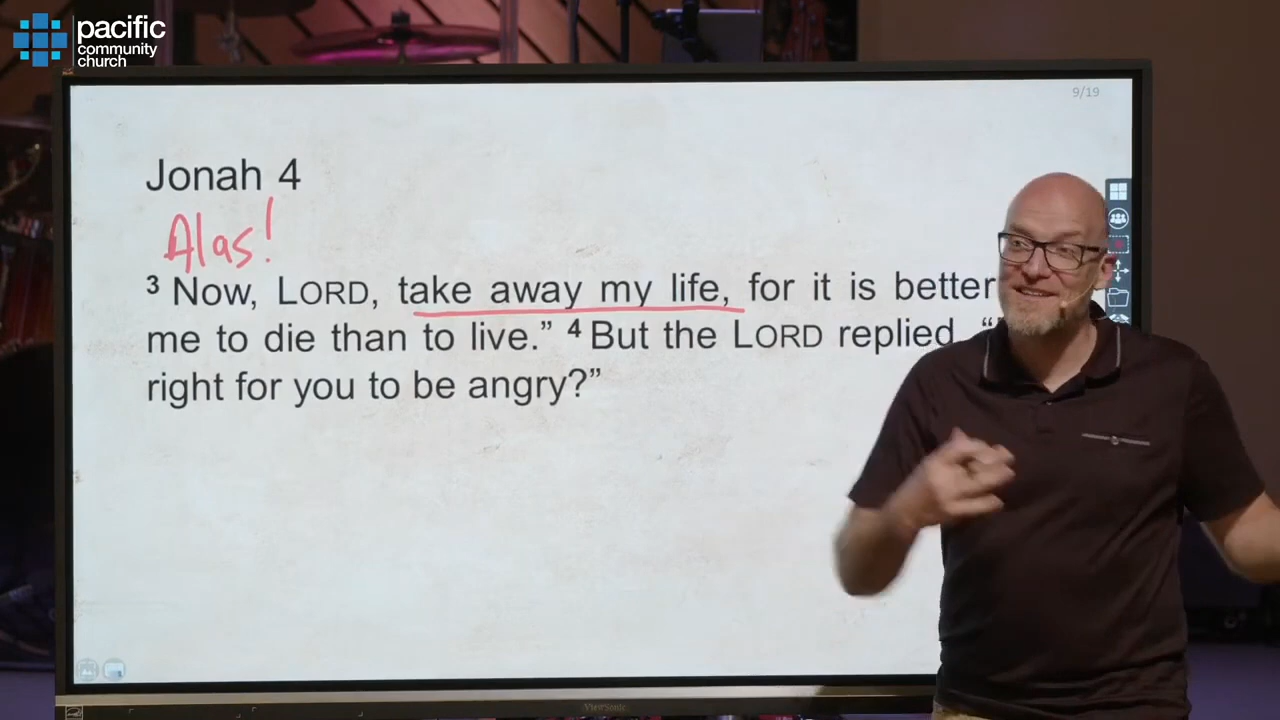 pacific
community
church
9/19
Jonah 4
Alas!
3 Now, LORD, take away my life, for it is better
me to die than to live.” 4 But the LORD replied, “
right for you to be angry?”
ViewSonic